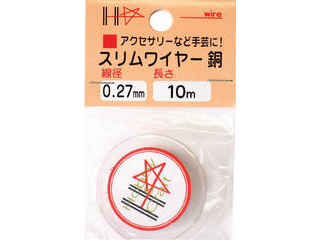 wire
アクセサリーなど手芸に！
スリムワイヤー 銅
線径 長さ
0.27mm 10m